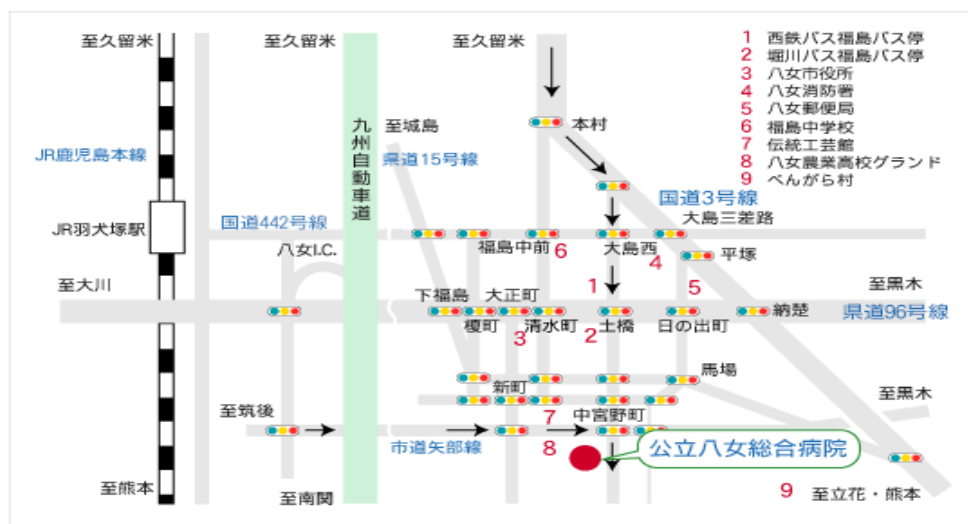 至久留米
至久留米
至久留米
1 西鉄バス福島バス停
2 堀川バス福島バス停
3 八女市役所
4 八女消防署
5 八女郵便局
6 福島中学校
7 伝統工芸館
8 八女農業高校グランド
9 べんがら村
九州自動車道
至城島
本村
JR鹿児島本線
県道15号線
国道3号線
国道442号線
大島三差路
JR羽犬塚駅
八女I.C.
福島中前
6
大島西
4
平塚
至大川
1
5
至黒木
下福島
大正町
納楚
県道96号線
榎町
3
清水町
2
土橋
日の出町
馬場
新町
至黒木
至筑後
7
中宮野町
市道矢部線
8
公立八女総合病院
至熊本
至南関
9
至立花・熊本